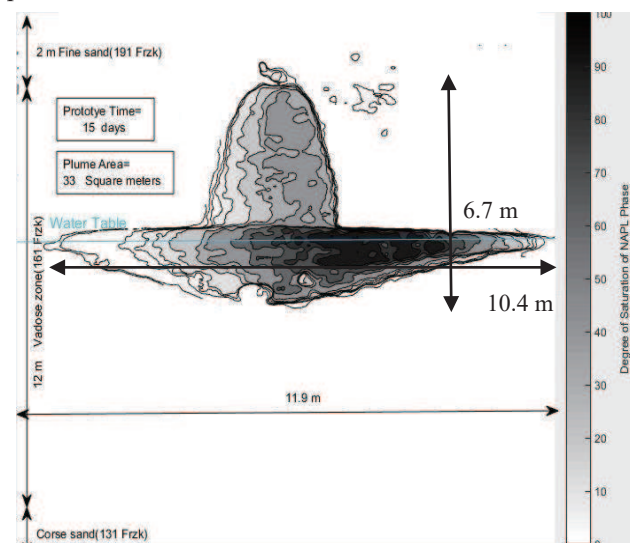 2 m Fine sand(191 Frzk)
Prototye Time=
15 days
Plume Area=
33 Square meters
Water Table
12 m Vadose zone(161 Frzk)
6.7 m
10.4 m
11.9 m
Corse sand(131 Frzk)
100
90
80
70
60
50
40
30
20
10
0
Degree of Saturation of NAPL Phase